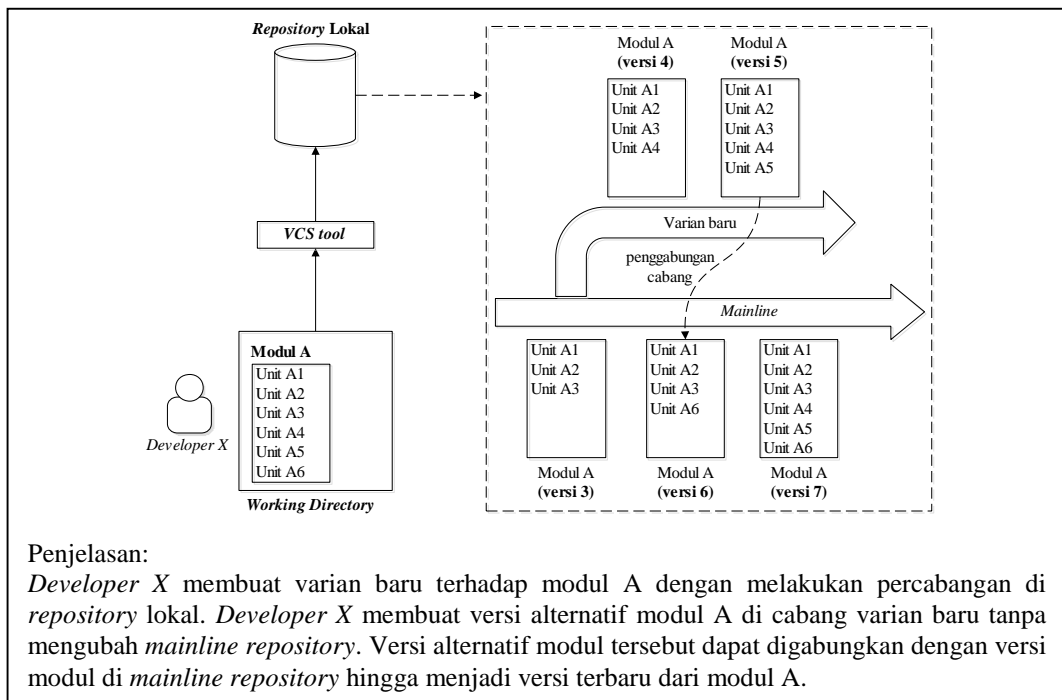 Repository Lokal
Modul A
(versi 4)
Modul A
(versi 5)
Unit A1
Unit A2
Unit A3
Unit A4
Unit A1
Unit A2
Unit A3
Unit A4
Unit A5
Varian baru
VCS tool
penggabungan
cabang
Mainline
Modul A
Unit A1
Unit A2
Unit A3
Unit A4
Unit A5
Unit A6
Developer X
Working Directory
Unit A1
Unit A2
Unit A3
Unit A1
Unit A2
Unit A3
Unit A6
Unit A1
Unit A2
Unit A3
Unit A4
Unit A5
Unit A6
Modul A
(versi 3)
Modul A
(versi 6)
Modul A
(versi 7)
Penjelasan:
Developer X membuat varian baru terhadap modul A dengan melakukan percabangan di
repository lokal. Developer X membuat versi alternatif modul A di cabang varian baru tanpa
mengubah mainline repository. Versi alternatif modul tersebut dapat digabungkan dengan versi
modul di mainline repository hingga menjadi versi terbaru dari modul A.